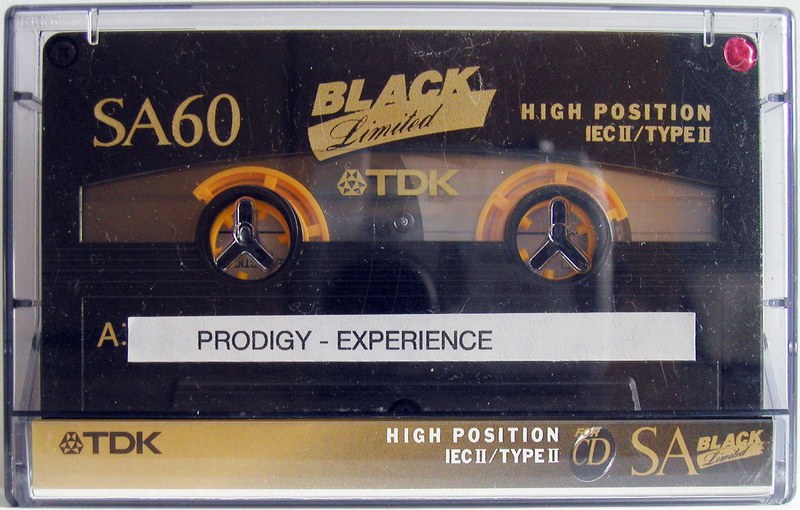 SA60
BLACK
Limited
HIGH POSITION
IEC II/TYPE II
TDK
A:
PRODIGY - EXPERIENCE
TDK
HIGH POSITION
IEC II/TYPE II
FOR
CD
SA
BLACK
Limited